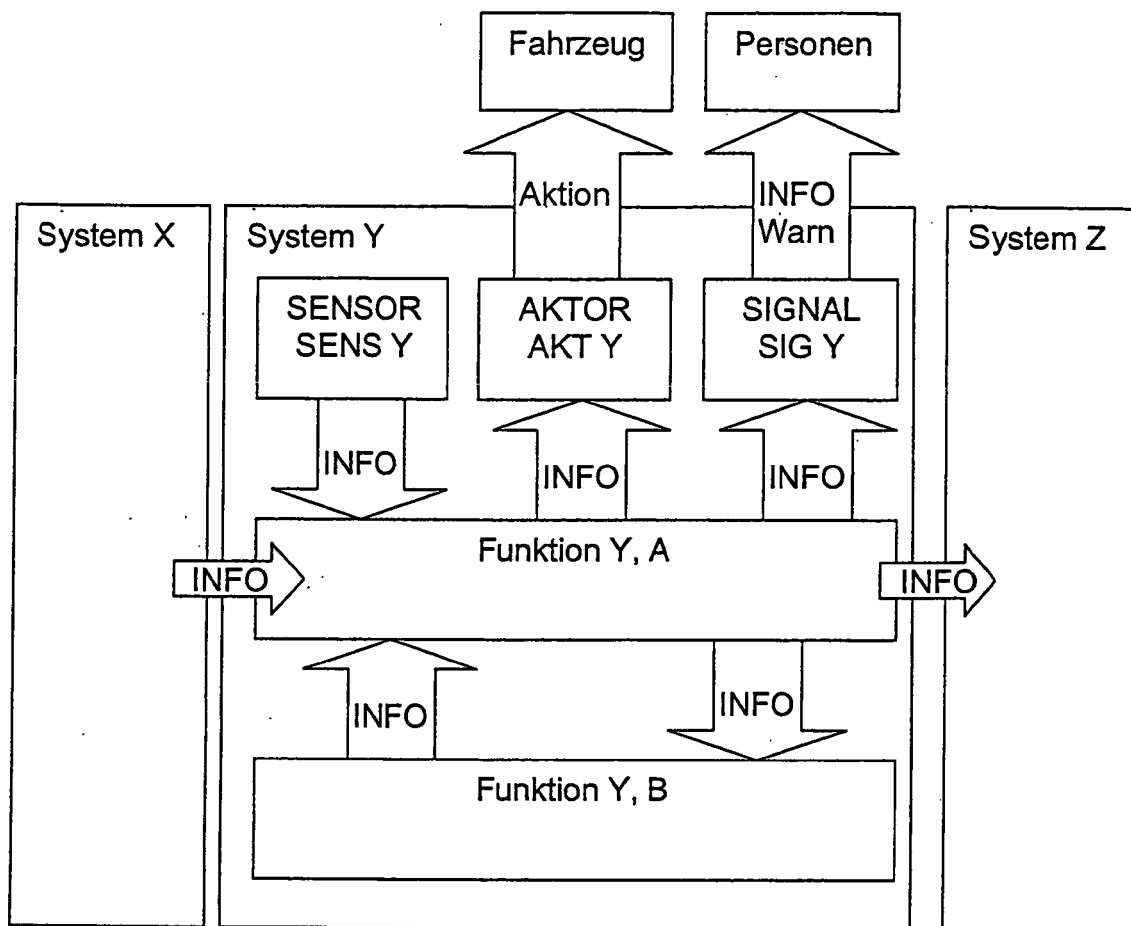 Fahrzeug
Personen
Aktion
INFO
Warn
System X
System Y
System Z
SENSOR
SENS Y
AKTOR
AKT Y
SIGNAL
SIG Y
INFO
INFO
INFO
Funktion Y, A
INFO
INFO
INFO
INFO
Funktion Y, B